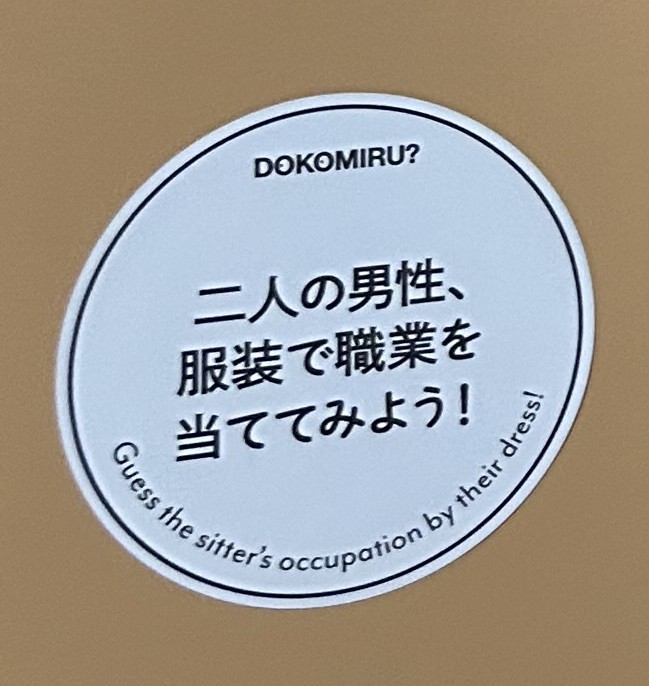 DOKOMIRU?
二人の男性、
服装で職業を
当ててみよう！
Guess the sitter's occupation by their dress!